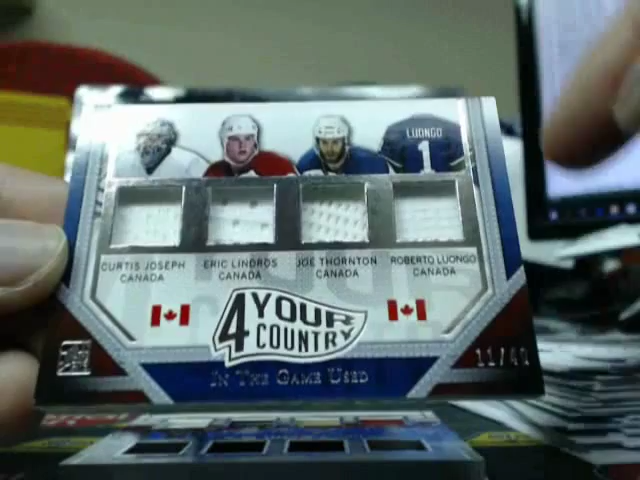 LUONGO
1
CURTIS JOSEPH
CANADA
ERIC LINDROS
CANADA
JOE THORNTON
CANADA
ROBERTO LUONGO
CANADA
4 YOUR
COUNTRY
11/40
IN THE GAME USED